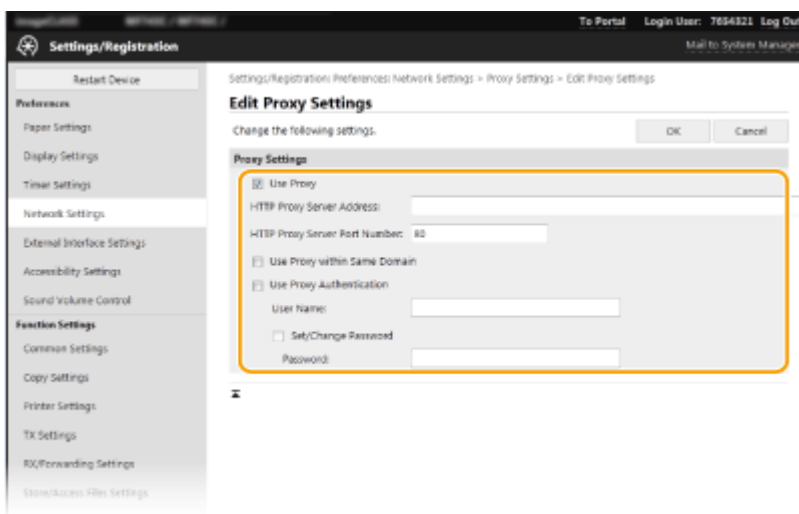 To Portal Login User: 7654321 Log Out
Settings/Registration
Mail to System Manager
Restart Device
Preferences
Paper Settings
Display Settings
Timer Settings
Network Settings
External Interface Settings
Accessibility Settings
Sound Volume Control
Function Settings
Common Settings
Copy Settings
Printer Settings
TX Settings
RX/Forwarding Settings
Store/Access Files Settings
Settings/Registration: Preferences: Network Settings > Proxy Settings > Edit Proxy Settings
Edit Proxy Settings
Change the following settings.
OK Cancel
Proxy Settings
Use Proxy
HTTP Proxy Server Address:
HTTP Proxy Server Port Number: 80
Use Proxy within Same Domain
Use Proxy Authentication
User Name:
Set/Change Password
Password: